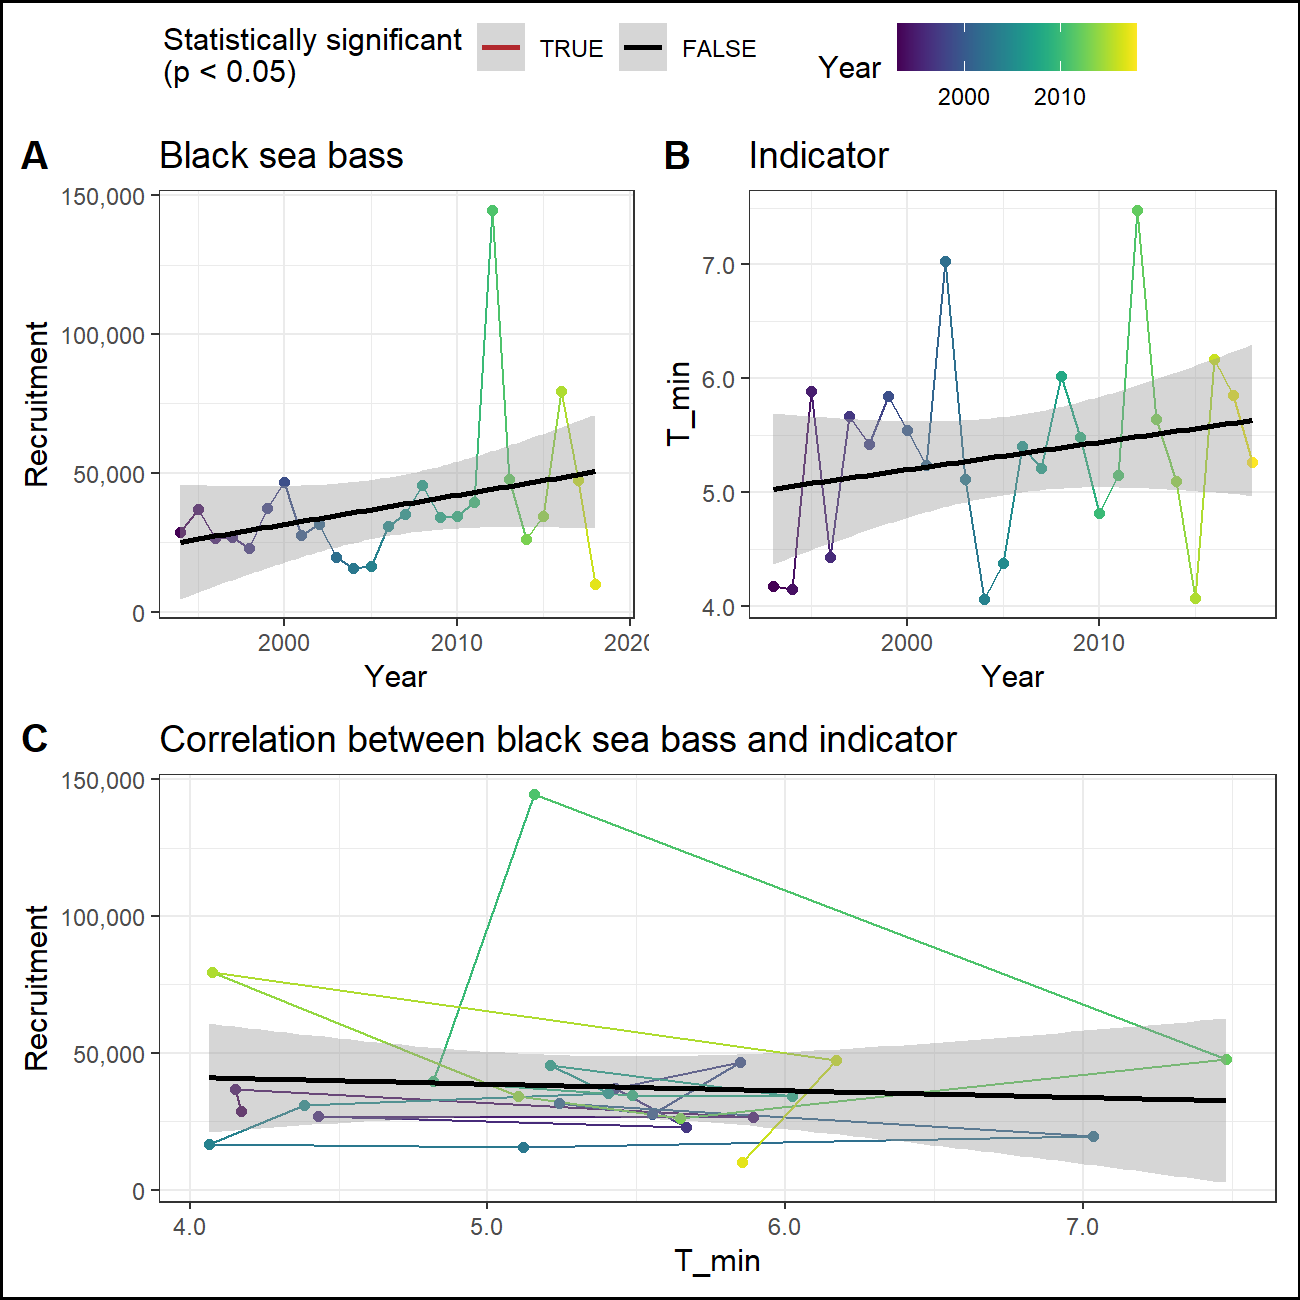 Statistically significant
(p < 0.05)
TRUE
FALSE
Year
2000
2010
A
Black sea bass
150,000
100,000
50,000
0
Recruitment
2000
2010
202
Year
B
Indicator
7.0
6.0
5.0
4.0
T_min
2000
2010
Year
C
Correlation between black sea bass and indicator
150,000
100,000
50,000
0
Recruitment
4.0
5.0
6.0
7.0
T_min